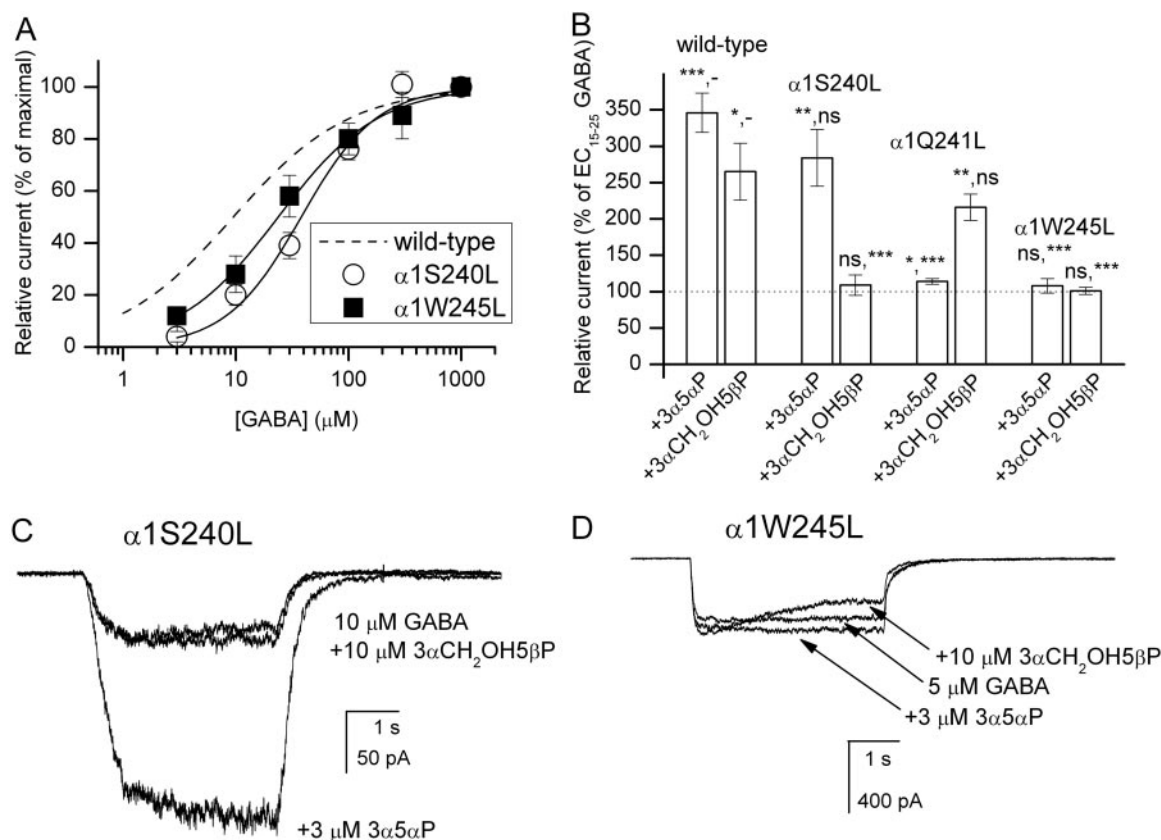 A
Relative current (% of maximal)
100
80
60
40
20
0
1 10 100 1000
[GABA] (μM)
wild-type
α1S240L
α1W245L
B
Relative current (% of EC15-25 GABA)
350
300
250
200
150
100
50
0
wild-type
***,-
*,-
α1S240L
**,ns
ns,***
α1Q241L
*,***
**,ns
α1W245L
ns,***
ns,***
+3α5αP
+3αCH2OH5βP
+3α5αP
+3αCH2OH5βP
+3α5αP
+3αCH2OH5βP
+3α5αP
+3αCH2OH5βP
C
α1S240L
10 μM GABA
+10 μM 3αCH2OH5βP
1 s
50 pA
+3 μM 3α5αP
D
α1W245L
+10 μM 3αCH2OH5βP
5 μM GABA
+3 μM 3α5αP
1 s
400 pA